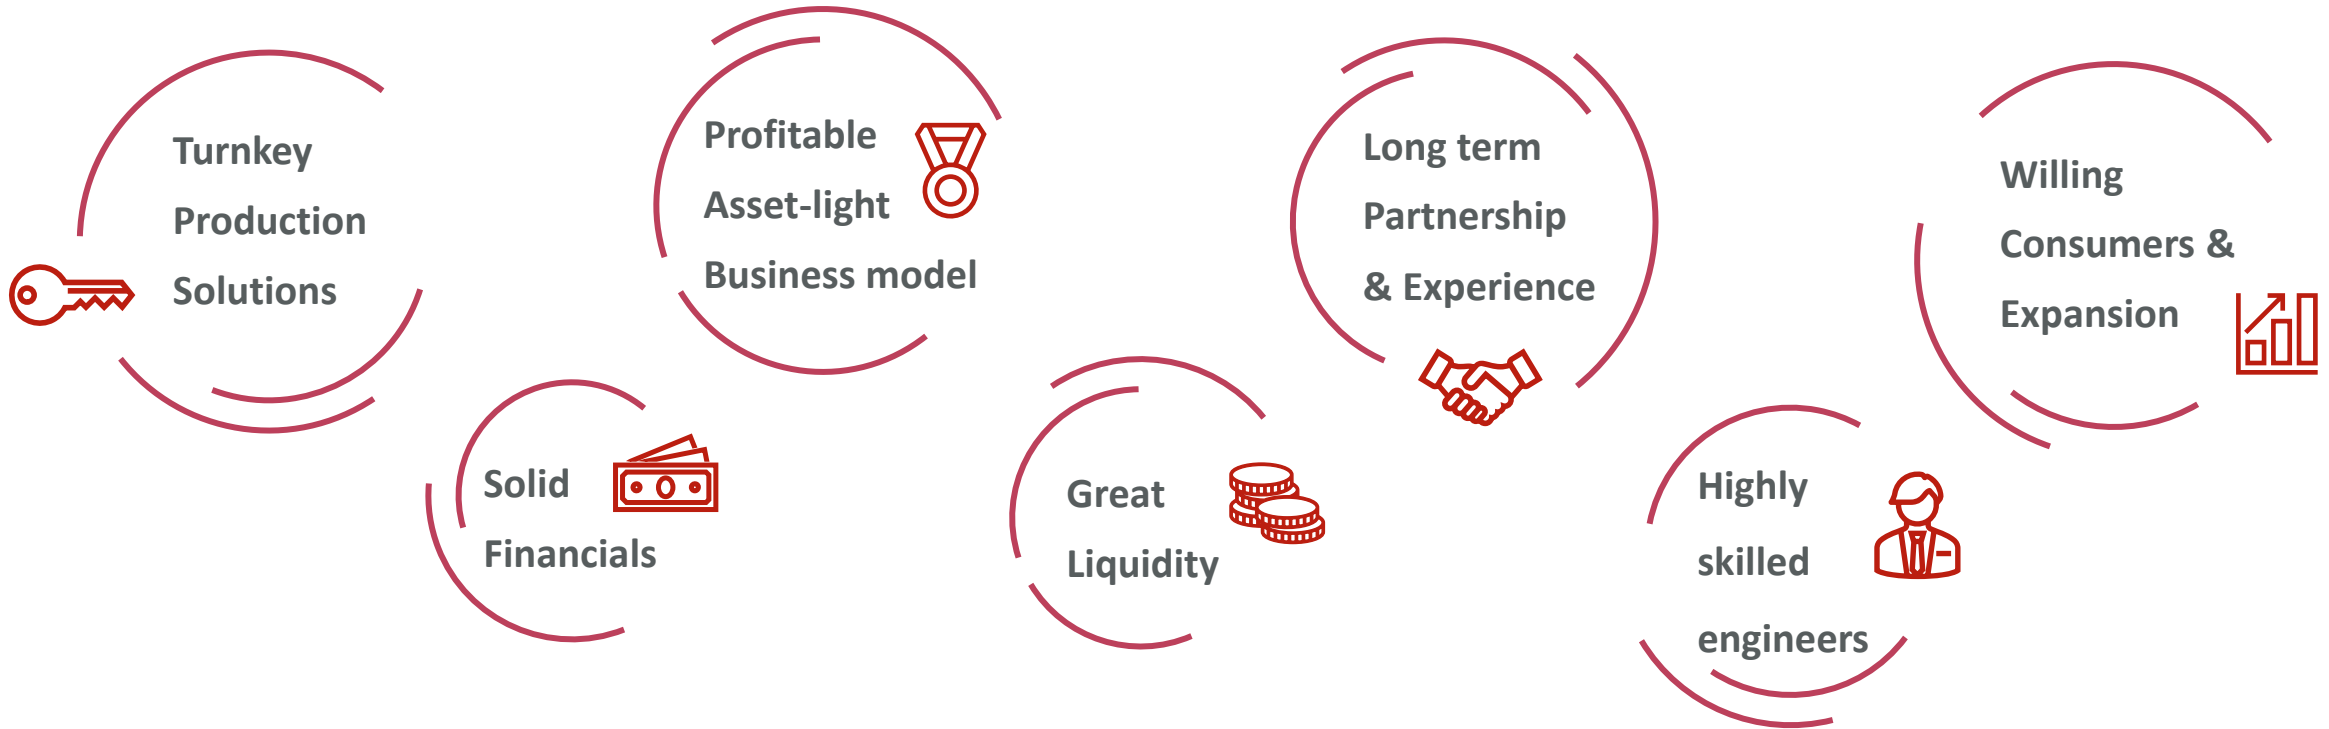 Turnkey
Production
Solutions
Solid
Financials
Profitable
Asset-light
Business model
Great
Liquidity
Long term
Partnership
& Experience
Highly
skilled
engineers
Willing
Consumers &
Expansion